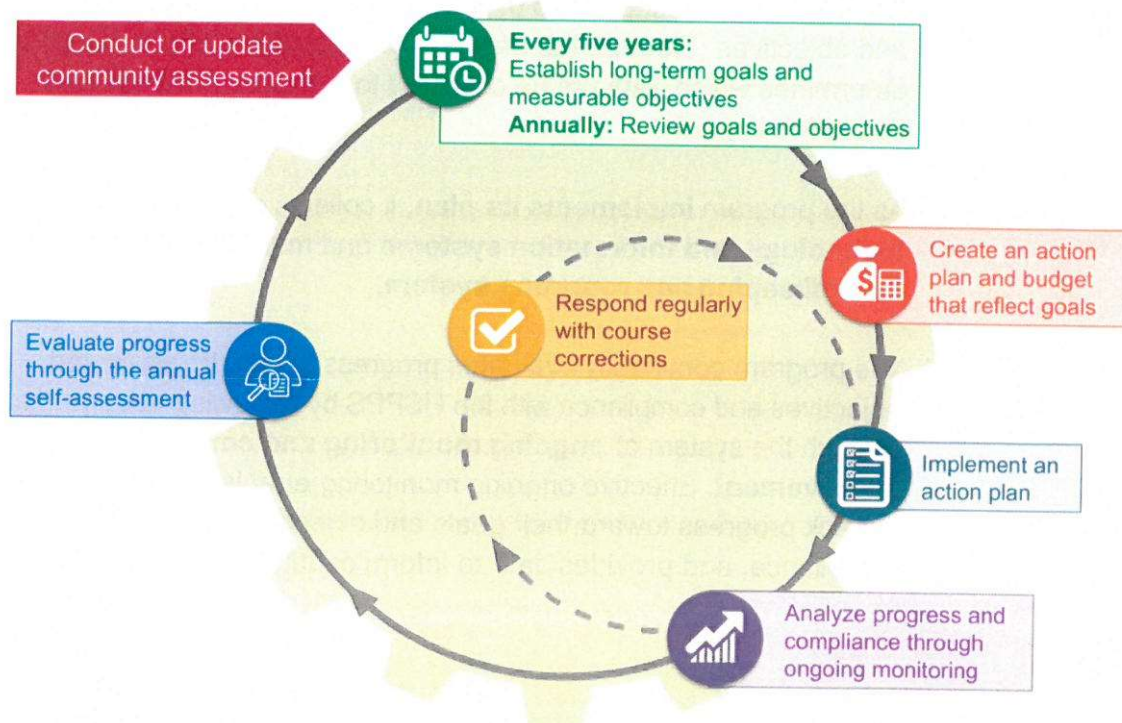 Conduct or update
community assessment
Every five years:
Establish long-term goals and
measurable objectives
Annually: Review goals and objectives
Create an action
plan and budget
that reflect goals
$
Respond regularly
with course
corrections
Evaluate progress
through the annual
self-assessment
Implement an
action plan
Analyze progress and
compliance through
ongoing monitoring